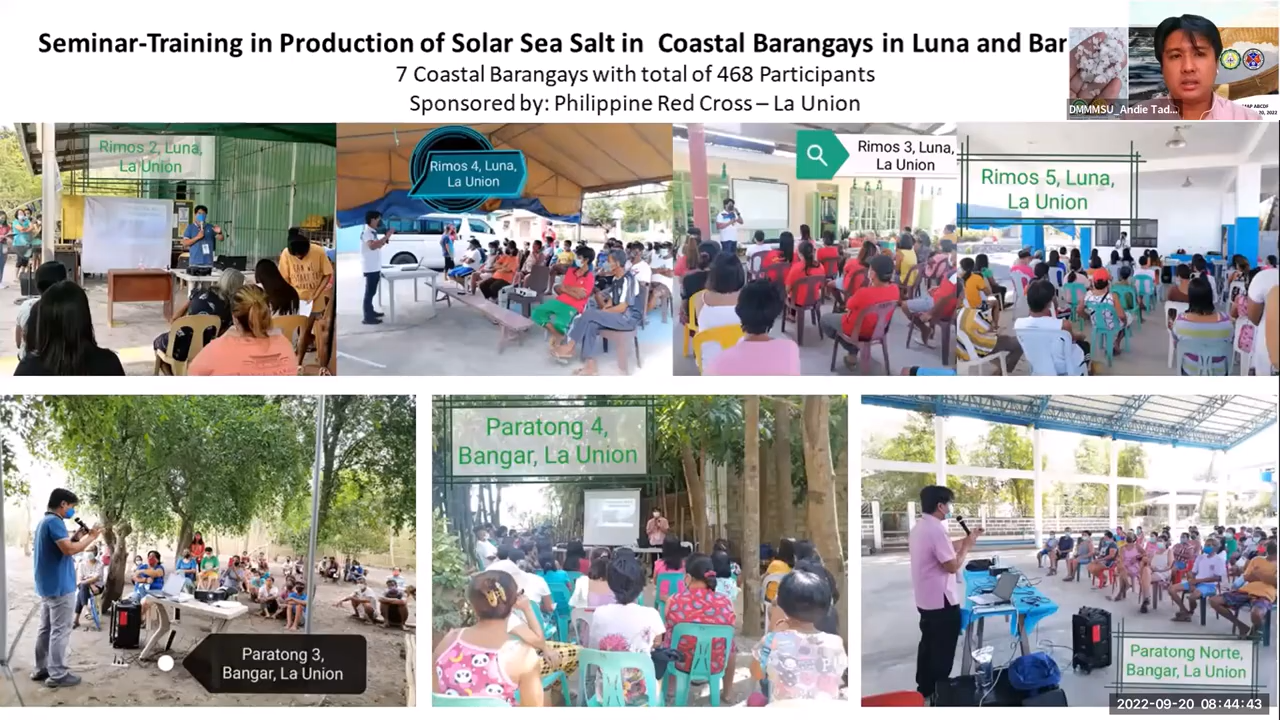 Seminar-Training in Production of Solar Sea Salt in Coastal Barangays in Luna and Bar
7 Coastal Barangays with total of 468 Participants
Sponsored by: Philippine Red Cross – La Union
DMMMSU_Andie Tad...
Rimos 2, Luna,
La Union
Rimos 4, Luna,
La Union
Rimos 3, Luna,
La Union
Rimos 5, Luna,
La Union
Paratong 3,
Bangar, La Union
Paratong 4,
Bangar, La Union
Paratong Norte,
Bangar, La Union
2022-09-20 08:44:43